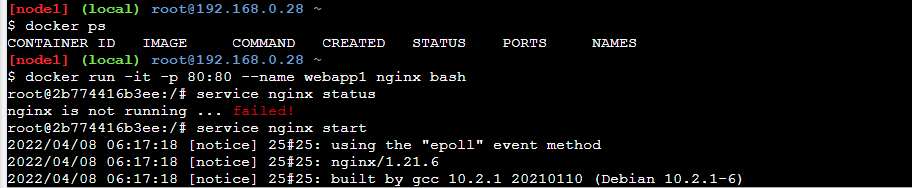 [node1] (local) root@192.168.0.28 ~
$ docker ps
CONTAINER ID   IMAGE     COMMAND   CREATED   STATUS    PORTS     NAMES
[node1] (local) root@192.168.0.28 ~
$ docker run -it -p 80:80 --name webapp1 nginx bash
root@2b774416b3ee:/# service nginx status
nginx is not running ... failed!
root@2b774416b3ee:/# service nginx start
2022/04/08 06:17:18 [notice] 25#25: using the "epoll" event method
2022/04/08 06:17:18 [notice] 25#25: nginx/1.21.6
2022/04/08 06:17:18 [notice] 25#25: built by gcc 10.2.1 20210110 (Debian 10.2.1-6)